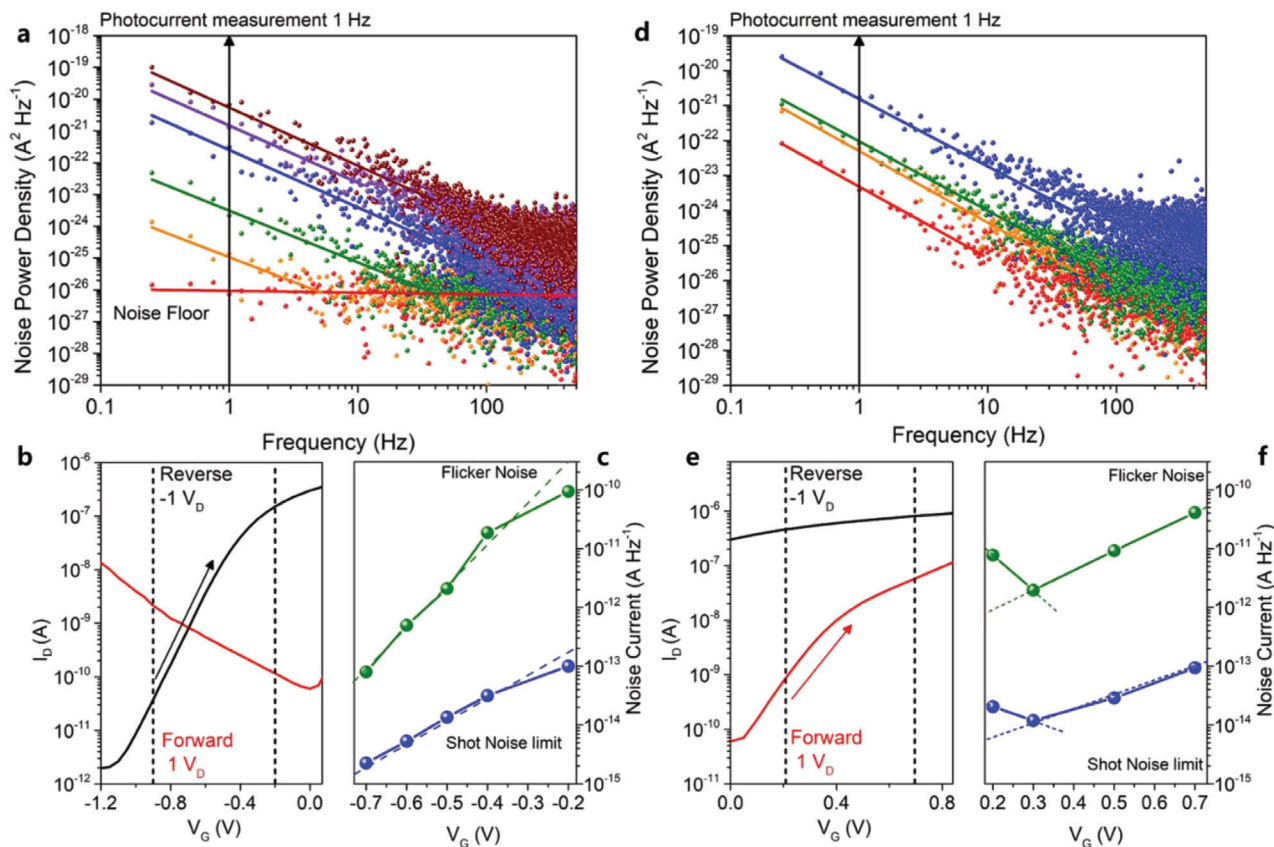 Photocurrent measurement 1 Hz
a
Noise Power Density (A² Hz⁻¹)
10⁻¹⁸
10⁻¹⁹
10⁻²⁰
10⁻²¹
10⁻²²
10⁻²³
10⁻²⁴
10⁻²⁵
10⁻²⁶
10⁻²⁷
10⁻²⁸
10⁻²⁹
Noise Floor
0.1 1 10 100
Frequency (Hz)
Photocurrent measurement 1 Hz
d
Noise Power Density (A² Hz⁻¹)
10⁻¹⁹
10⁻²⁰
10⁻²¹
10⁻²²
10⁻²³
10⁻²⁴
10⁻²⁵
10⁻²⁶
10⁻²⁷
10⁻²⁸
10⁻²⁹
0.1 1 10 100
Frequency (Hz)
b
I_D (A)
10⁻⁶
10⁻⁷
10⁻⁸
10⁻⁹
10⁻¹⁰
10⁻¹¹
10⁻¹²
Reverse
-1 V_D
Forward
1 V_D
-1.2 -0.8 -0.4 0.0
V_G (V)
c
Flicker Noise
Shot Noise limit
10⁻¹⁰
10⁻¹¹
10⁻¹²
10⁻¹³
10⁻¹⁴
10⁻¹⁵
Noise Current (A Hz⁻¹)
-0.7 -0.6 -0.5 -0.4 -0.3 -0.2
V_G (V)
e
I_D (A)
10⁻⁵
10⁻⁶
10⁻⁷
10⁻⁸
10⁻⁹
10⁻¹⁰
10⁻¹¹
Reverse
-1 V_D
Forward
1 V_D
0.0 0.4 0.8
V_G (V)
f
Flicker Noise
Shot Noise limit
10⁻¹⁰
10⁻¹¹
10⁻¹²
10⁻¹³
10⁻¹⁴
10⁻¹⁵
Noise Current (A Hz⁻¹)
0.2 0.3 0.4 0.5 0.6 0.7
V_G (V)